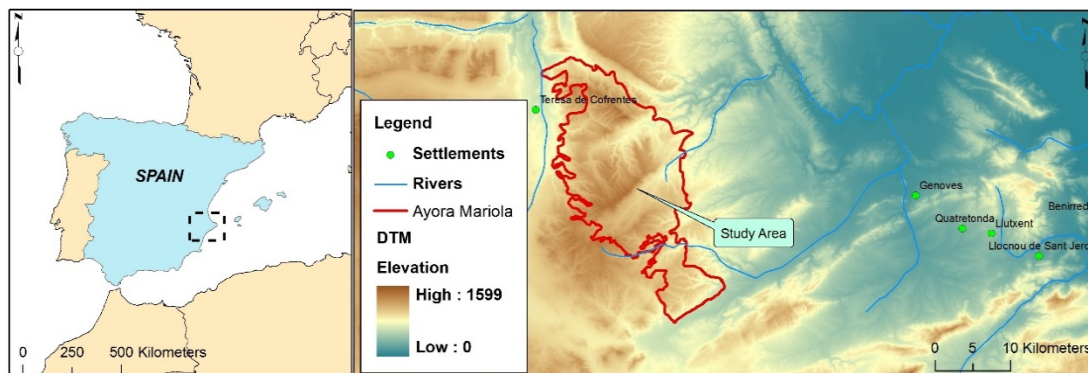 N
SPAIN
0 250 500 Kilometers
Legend
Settlements
Rivers
Ayora Mariola
DTM
Elevation
High : 1599
Low : 0
N
Teresa de Cofrentes
Study Area
Genoves
Quatretonda
Llutxent
Benirred
Llocnou de Sant Jero
0 5 10 Kilometers